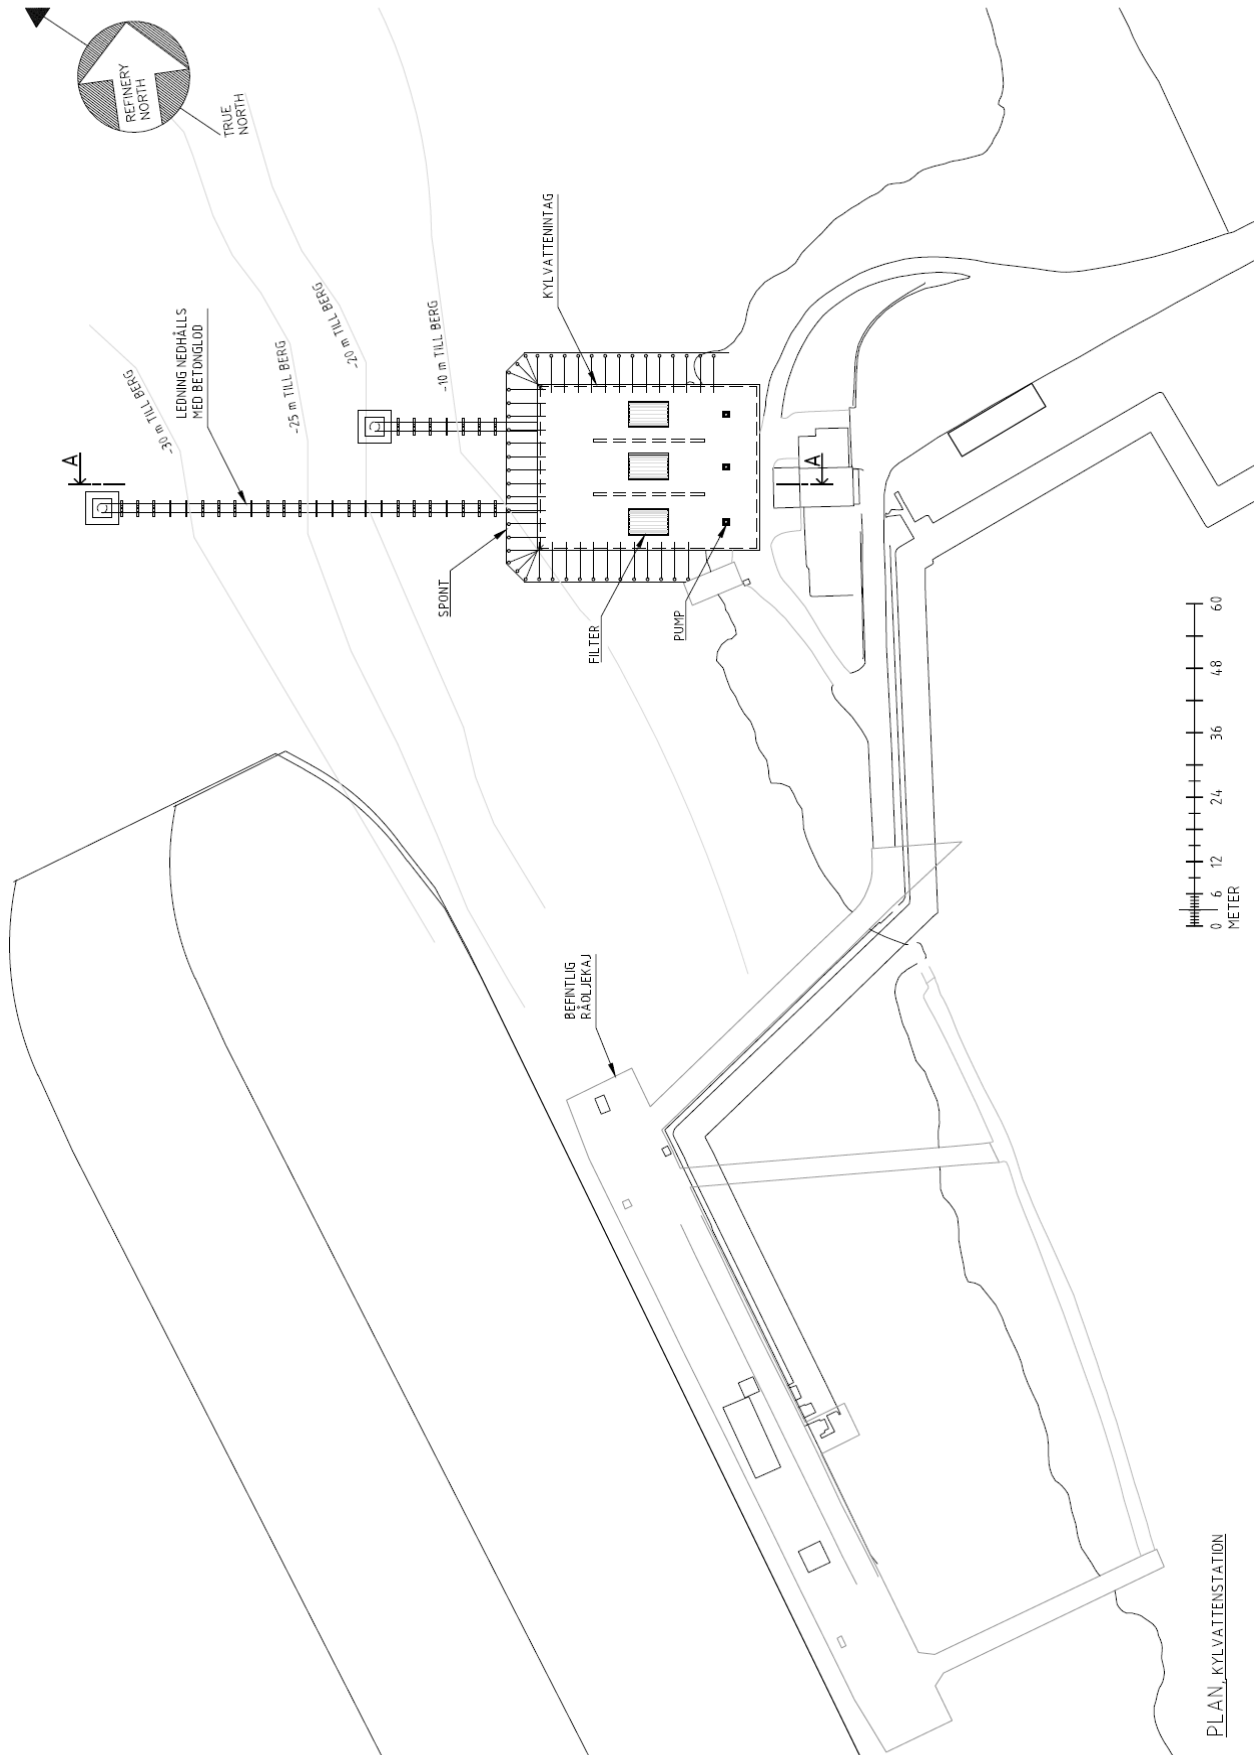 REFINERY
NORTH
TRUE
NORTH
A
LEDNING NEDHÅLLS
MED BETONGLOD
-30 m TILL BERG
-25 m TILL BERG
-20 m TILL BERG
-10 m TILL BERG
KYLVATTENINTAG
SPONT
FILTER
PUMP
A
BEFINTLIG
RÅOLJEKAJ
0 6 12 24 36 48 60
METER
PLAN, KYLVATTENSTATION